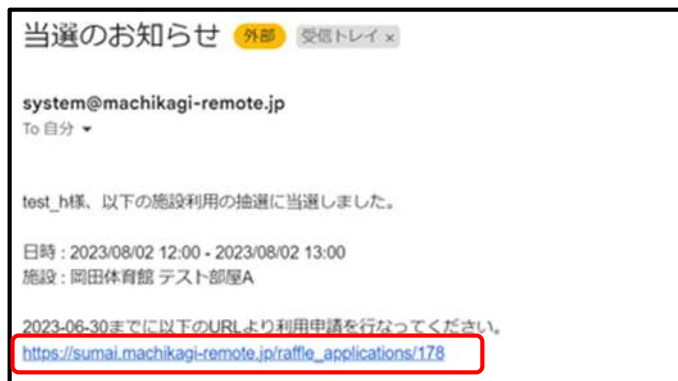 当選のお知らせ 外部 受信トレイ ×
system@machikagi-remote.jp
To 自分
test_h様、以下の施設利用の抽選に当選しました。
日時 : 2023/08/02 12:00 - 2023/08/02 13:00
施設 : 岡田体育館 テスト部屋A
2023-06-30までに以下のURLより利用申請を行なってください。
https://sumai.machikagi-remote.jp/raffle_applications/178